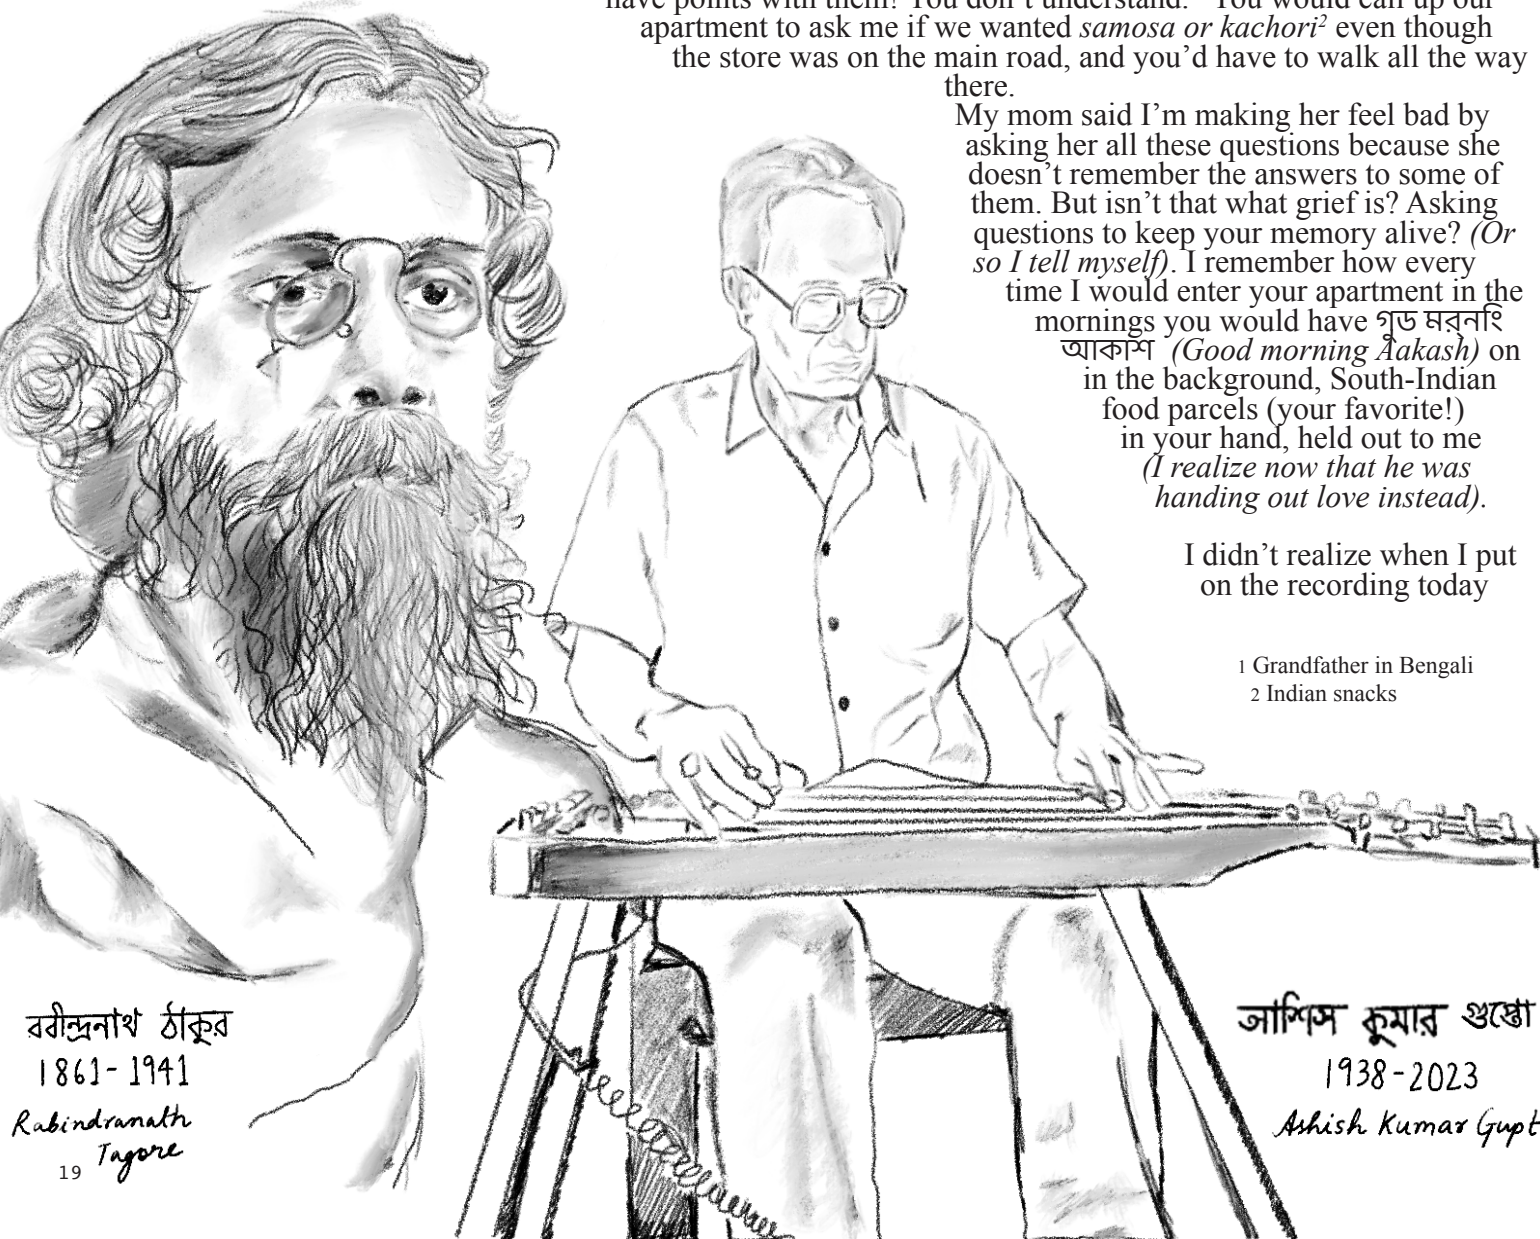 have points with them! You don’t understand.” You would call up our
apartment to ask me if we wanted samosa or kachori² even though
the store was on the main road, and you’d have to walk all the way
there.
My mom said I’m making her feel bad by
asking her all these questions because she
doesn’t remember the answers to some of
them. But isn’t that what grief is? Asking
questions to keep your memory alive? (Or
so I tell myself). I remember how every
time I would enter your apartment in the
mornings you would have গুড মরনিং
আকাশ (Good morning Aakash) on
in the background, South-Indian
food parcels (your favorite!)
in your hand, held out to me
(I realize now that he was
handing out love instead).
I didn’t realize when I put
on the recording today
1 Grandfather in Bengali
2 Indian snacks
রবীন্দ্রনাথ ঠাকুর
1861-1941
Rabindranath
Tagore
আশিস কুমার গুপ্তো
1938-2023
Ashish Kumar Gupt
19